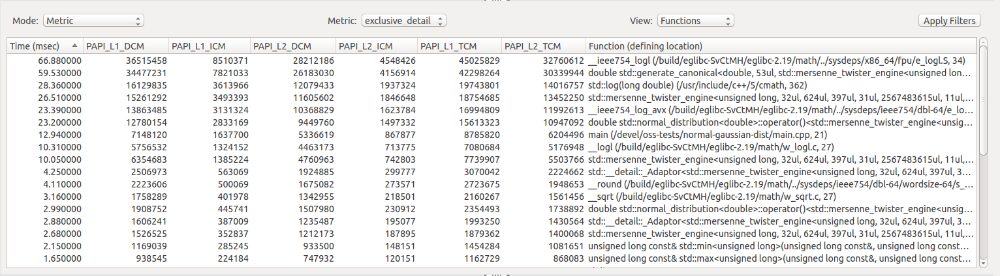 Mode: Metric Metric: exclusive_detail View: Functions Apply Filters
Time (msec) PAPI_L1_DCM PAPI_L1_ICM PAPI_L2_DCM PAPI_L2_ICM PAPI_L1_TCM PAPI_L2_TCM Function (defining location)
66.880000 36515458 8510371 28212186 4548426 45025829 32760612 __ieee754_logl (/build/eglibc-SvCtMH/eglibc-2.19/math/../sysdeps/x86_64/fpu/e_logl.S, 34)
59.530000 34477231 7821033 26183030 4156914 42298264 30339944 double std::generate_canonical<double, 53ul, std::mersenne_twister_engine<unsigned lon...
28.360000 16129835 3613966 12079433 1937324 19743801 14016757 std::log(long double) (/usr/include/c++/5/cmath, 362)
26.510000 15261292 3493393 11605602 1846648 18754685 13452250 std::mersenne_twister_engine<unsigned long, 32ul, 624ul, 397ul, 31ul, 2567483615ul, 11ul,...
23.390000 13863485 3131324 10368829 1623784 16994809 11992613 __ieee754_log_avx (/build/eglibc-SvCtMH/eglibc-2.19/math/../sysdeps/ieee754/dbl-64/e_lo...
23.200000 12780154 2833169 9449760 1497332 15613323 10947092 double std::normal_distribution<double>::operator()<std::mersenne_twister_engine<unsig...
12.940000 7148120 1637700 5336619 867877 8785820 6204496 main (/devel/oss-tests/normal-gaussian-dist/main.cpp, 21)
10.310000 5756532 1324152 4463173 713775 7080684 5176948 __logl (/build/eglibc-SvCtMH/eglibc-2.19/math/w_logl.c, 27)
10.050000 6354683 1385224 4760963 742803 7739907 5503766 std::mersenne_twister_engine<unsigned long, 32ul, 624ul, 397ul, 31ul, 2567483615ul, 11ul,...
4.250000 2506973 563069 1924885 299777 3070042 2224662 std::__detail::_Adaptor<std::mersenne_twister_engine<unsigned long, 32ul, 624ul, 397ul, 3...
4.110000 2223606 500069 1675082 273571 2723675 1948653 __round (/build/eglibc-SvCtMH/eglibc-2.19/math/../sysdeps/ieee754/dbl-64/wordsize-64/s_...
3.160000 1758289 401978 1342955 218501 2160267 1561456 __sqrt (/build/eglibc-SvCtMH/eglibc-2.19/math/w_sqrt.c, 27)
2.990000 1908752 445741 1507980 230912 2354493 1738892 double std::normal_distribution<double>::operator()<std::mersenne_twister_engine<unsig...
2.880000 1606241 387009 1235487 195077 1993250 1430564 std::__detail::_Adaptor<std::mersenne_twister_engine<unsigned long, 32ul, 624ul, 397ul, 3...
2.680000 1526525 352837 1212173 187895 1879362 1400068 std::mersenne_twister_engine<unsigned long, 32ul, 624ul, 397ul, 31ul, 2567483615ul, 11ul,...
2.150000 1169039 285245 933500 148151 1454284 1081651 unsigned long const& std::min<unsigned long>(unsigned long const&, unsigned long const...
1.650000 938545 224184 747932 120151 1162729 868083 unsigned long const& std::max<unsigned long>(unsigned long const&, unsigned long const...